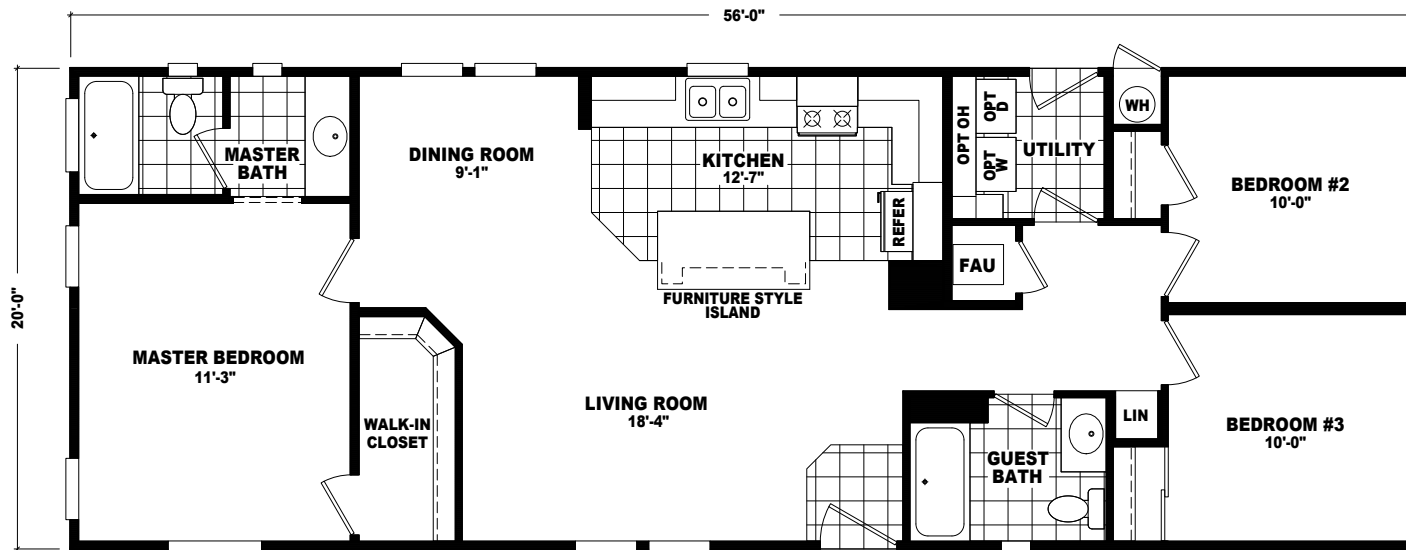 56'-0"
20'-0"
MASTER
BATH
DINING ROOM
9'-1"
KITCHEN
12'-7"
REFER
FURNITURE STYLE
ISLAND
OPT OH
OPT
D
OPT
W
UTILITY
WH
FAU
BEDROOM #2
10'-0"
MASTER BEDROOM
11'-3"
WALK-IN
CLOSET
LIVING ROOM
18'-4"
GUEST
BATH
LIN
BEDROOM #3
10'-0"